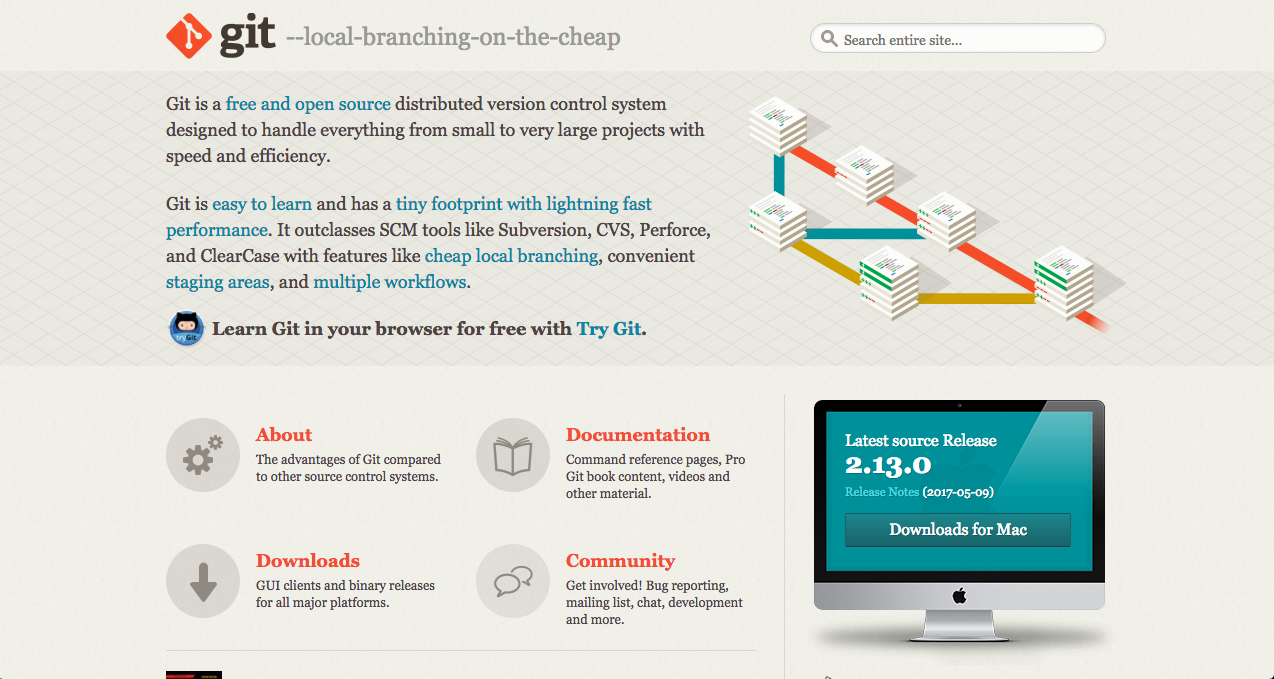 git --local-branching-on-the-cheap
Search entire site...
Git is a free and open source distributed version control system
designed to handle everything from small to very large projects with
speed and efficiency.
Git is easy to learn and has a tiny footprint with lightning fast
performance. It outclasses SCM tools like Subversion, CVS, Perforce,
and ClearCase with features like cheap local branching, convenient
staging areas, and multiple workflows.
Learn Git in your browser for free with Try Git.
About
The advantages of Git compared
to other source control systems.
Documentation
Command reference pages, Pro
Git book content, videos and
other material.
Downloads
GUI clients and binary releases
for all major platforms.
Community
Get involved! Bug reporting,
mailing list, chat, development
and more.
Latest source Release
2.13.0
Release Notes (2017-05-09)
Downloads for Mac